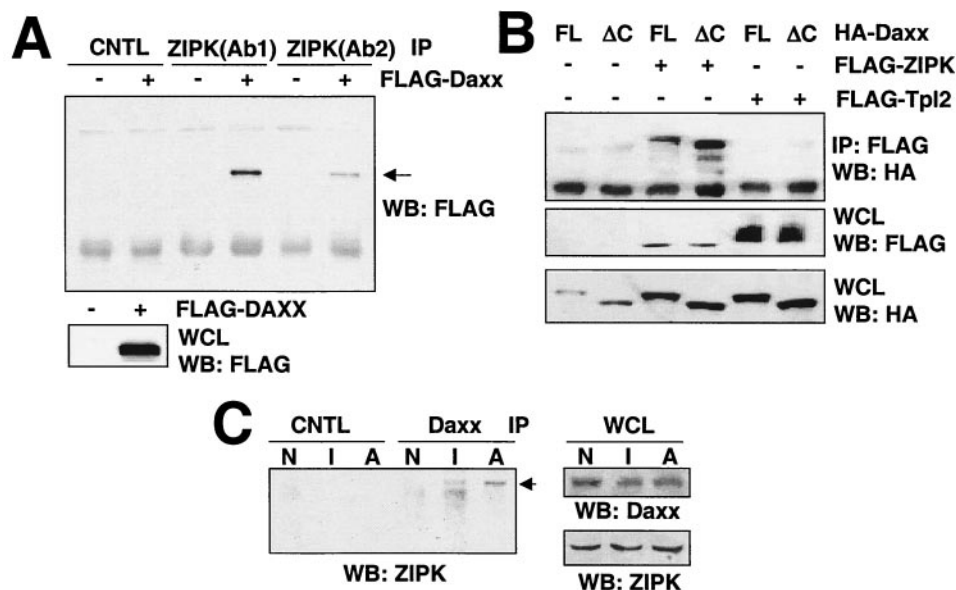 A
CNTL ZIPK(Ab1) ZIPK(Ab2) IP
- + - + - + FLAG-Daxx
WB: FLAG
- + FLAG-DAXX
WCL
WB: FLAG
B
FL ΔC FL ΔC FL ΔC HA-Daxx
- - + + - - FLAG-ZIPK
- - - - + + FLAG-Tpl2
IP: FLAG
WB: HA
WCL
WB: FLAG
WCL
WB: HA
C
CNTL Daxx IP WCL
N I A N I A N I A
WB: Daxx
WB: ZIPK
WB: ZIPK